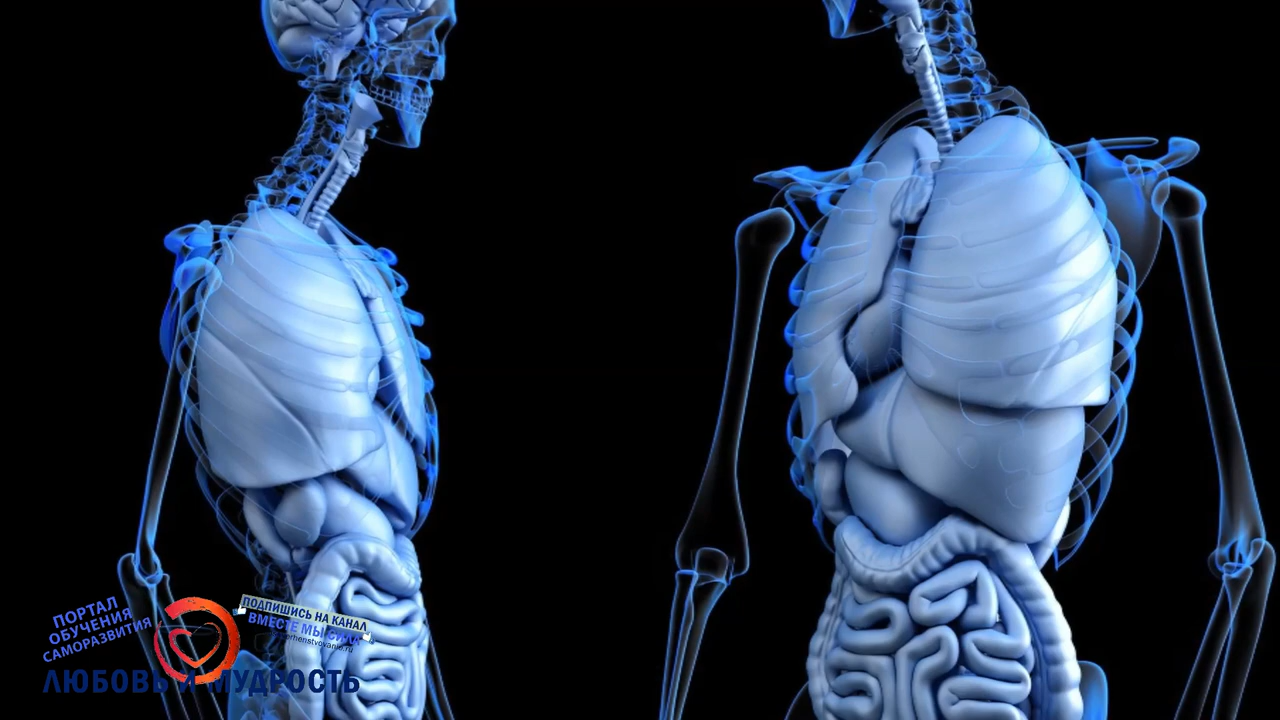 ПОРТАЛ
ОБУЧЕНИЯ
САМОРАЗВИТИЯ
ПОДПИШИСЬ НА КАНАЛ
ВМЕСТЕ МЫ СИЛА
ЛЮБОВЬ И МУДРОСТЬ